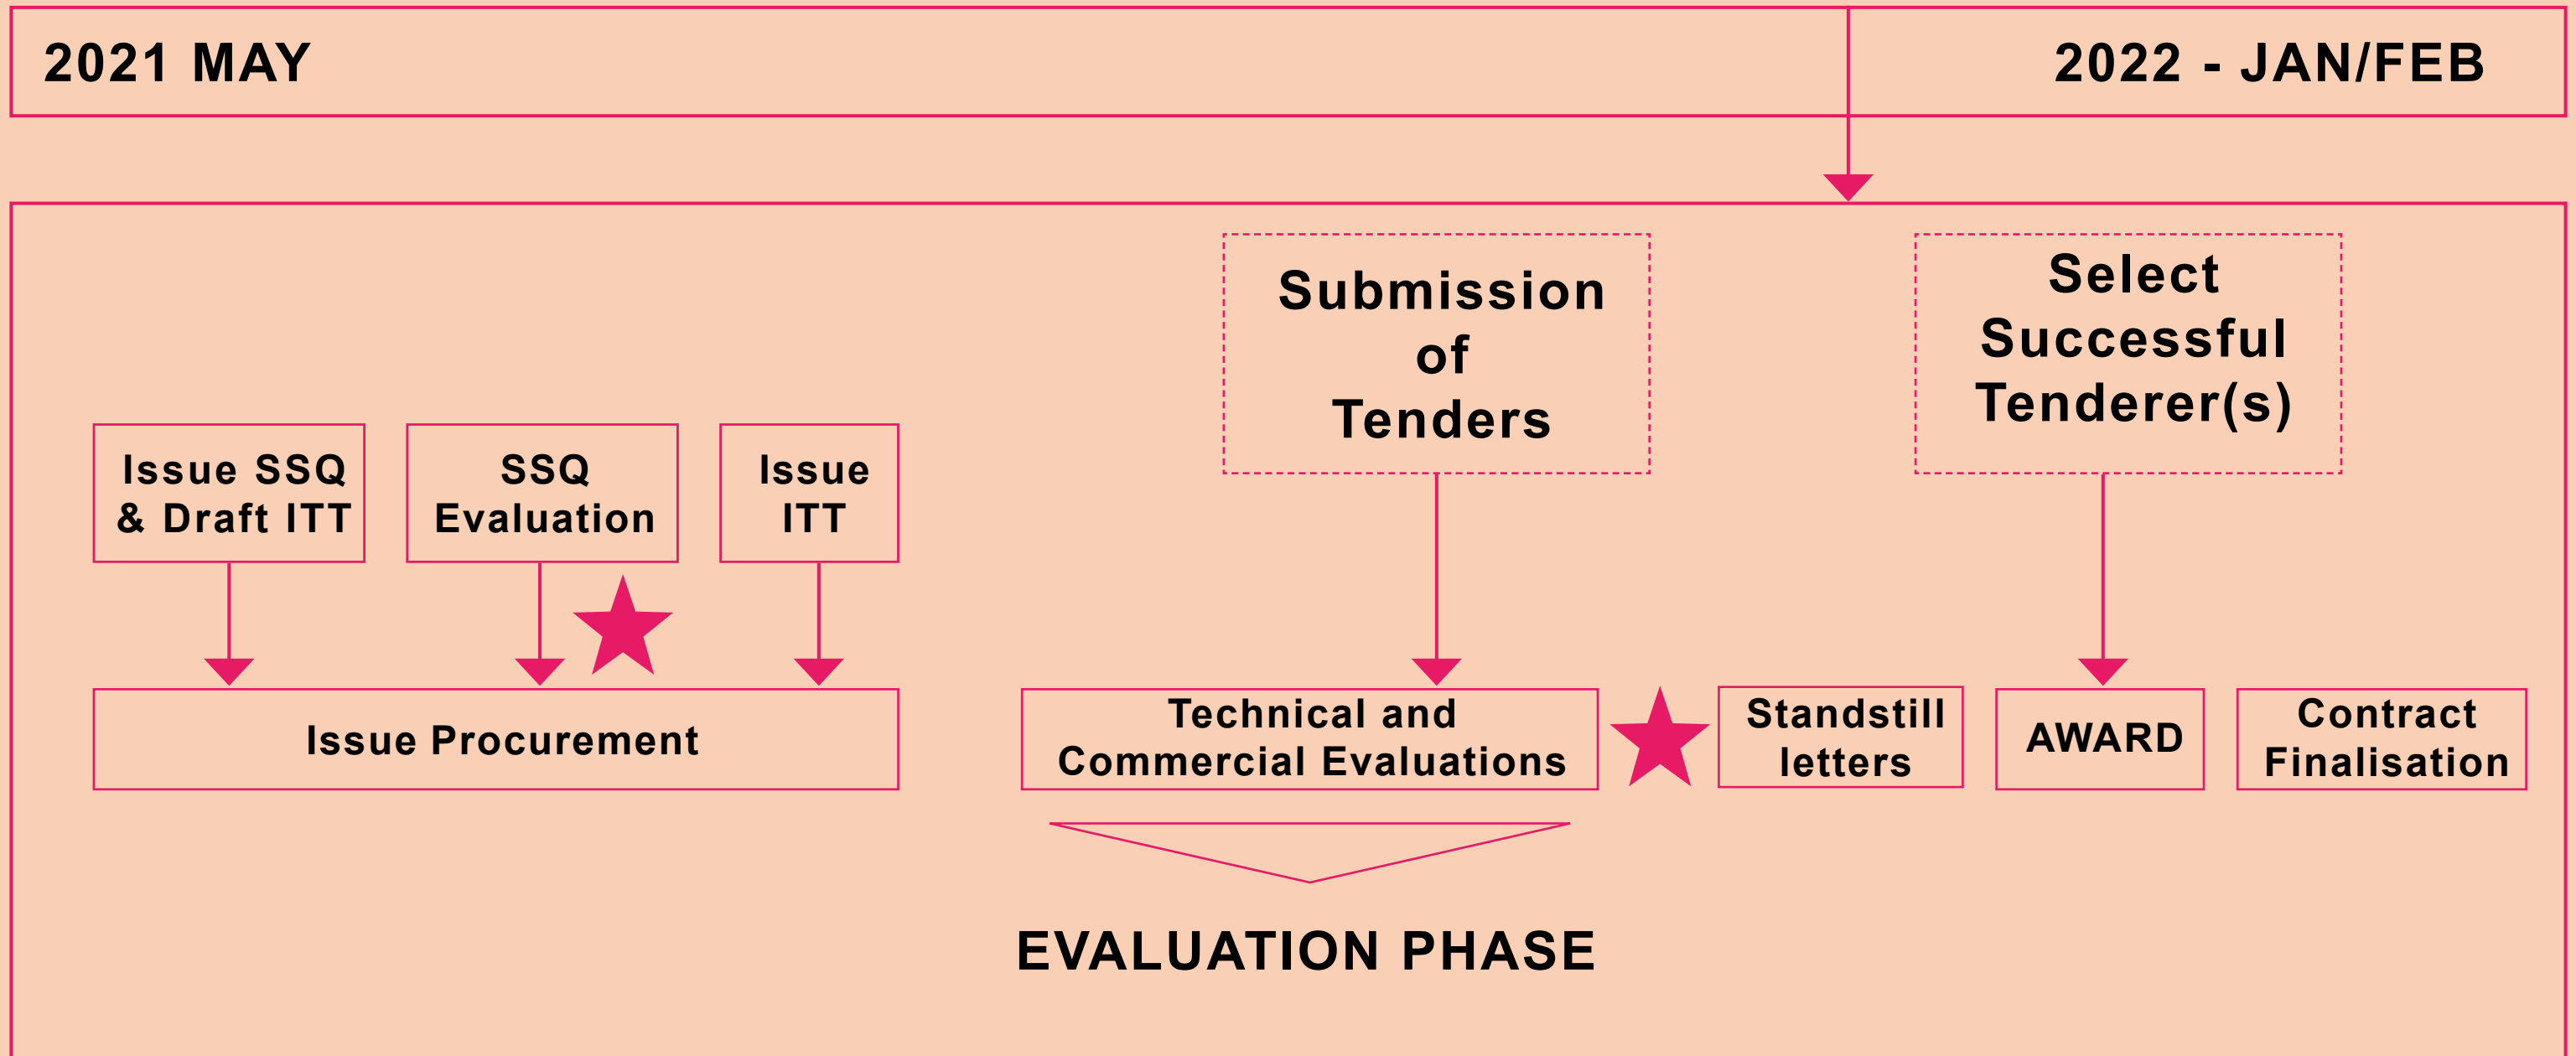 2021 MAY
2022 - JAN/FEB
Submission
of
Tenders
Select
Successful
Tenderer(s)
Issue SSQ
& Draft ITT
SSQ
Evaluation
Issue
ITT
Issue Procurement
Technical and
Commercial Evaluations
Standstill
letters
AWARD
Contract
Finalisation
EVALUATION PHASE